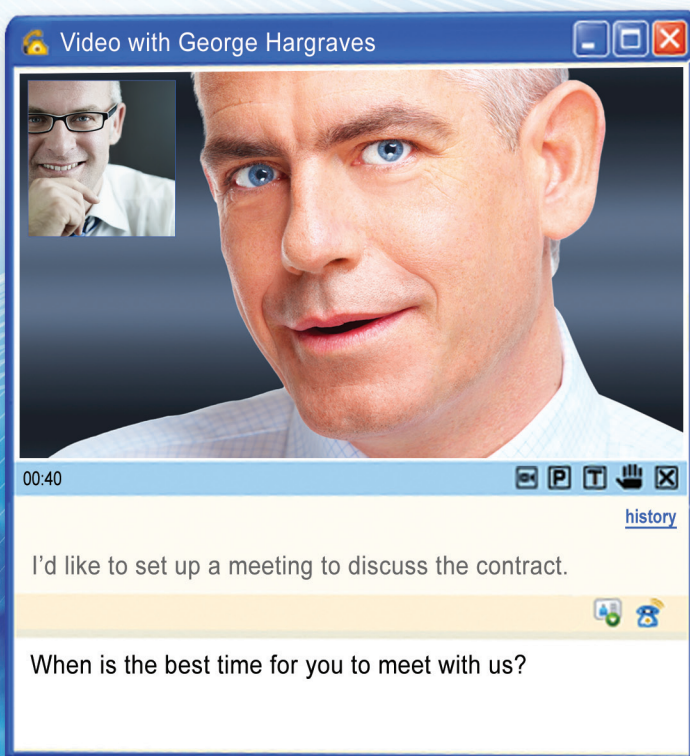 Video with George Hargraves
00:40
P T
history
I'd like to set up a meeting to discuss the contract.
When is the best time for you to meet with us?